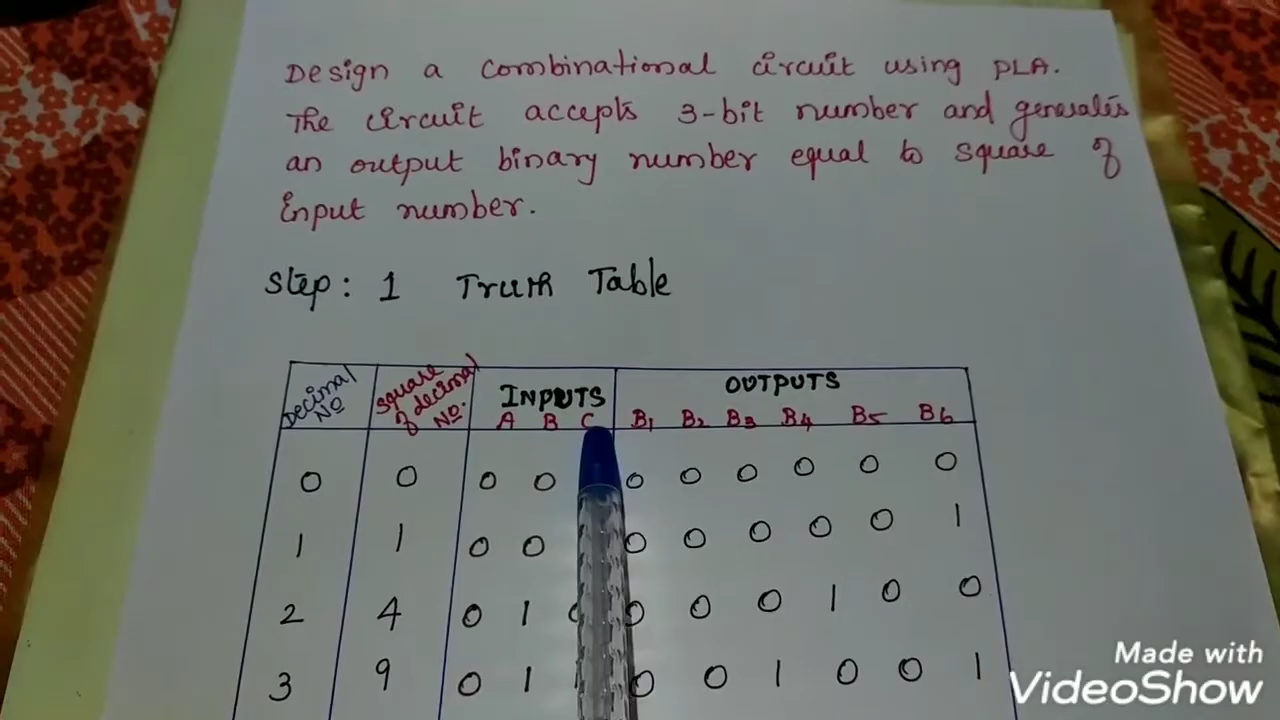 Design a combinational circuit using PLA.
The circuit accepts 3-bit number and generates
an output binary number equal to square of
input number.
Step: 1 Truth Table
Decimal NO
Square of decimal NO.
INPUTS
OUTPUTS
A B C B1 B2 B3 B4 B5 B6
0 0 0 0 0 0 0 0 0 0
1 1 0 0 0 0 0 0 0 1
2 4 0 1 0 0 0 1 0 0
3 9 0 1 0 0 1 0 0 1
Made with
VideoShow